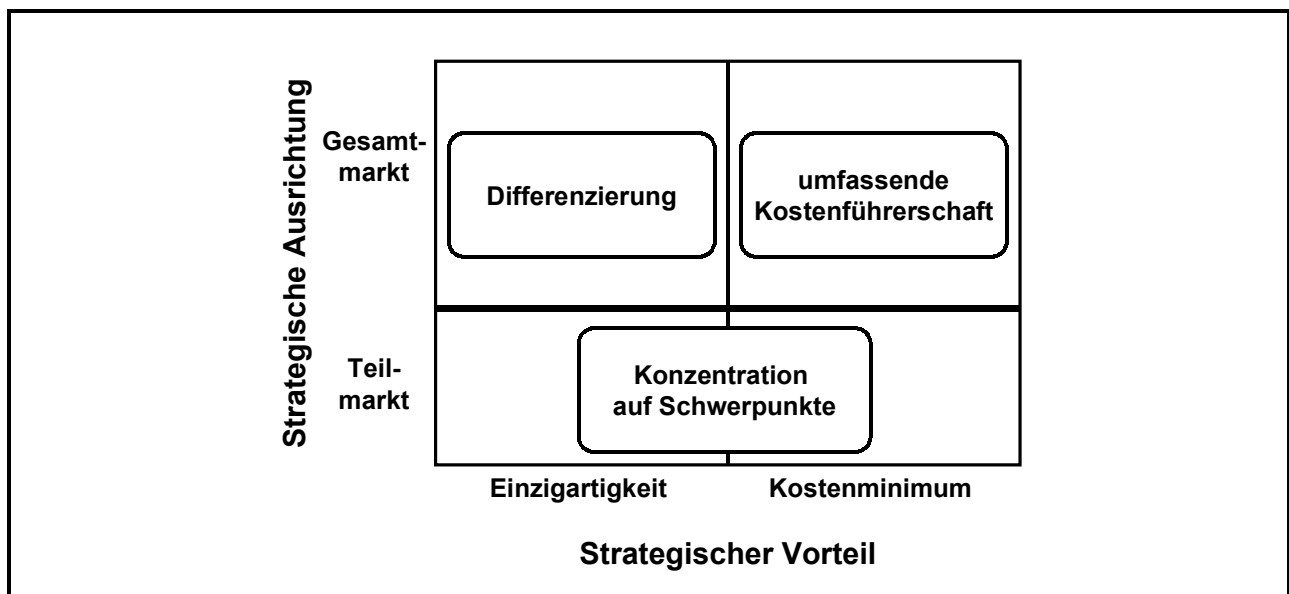 Strategische Ausrichtung
Gesamt-
markt
Differenzierung
umfassende
Kostenführerschaft
Teil-
markt
Konzentration
auf Schwerpunkte
Einzigartigkeit
Kostenminimum
Strategischer Vorteil